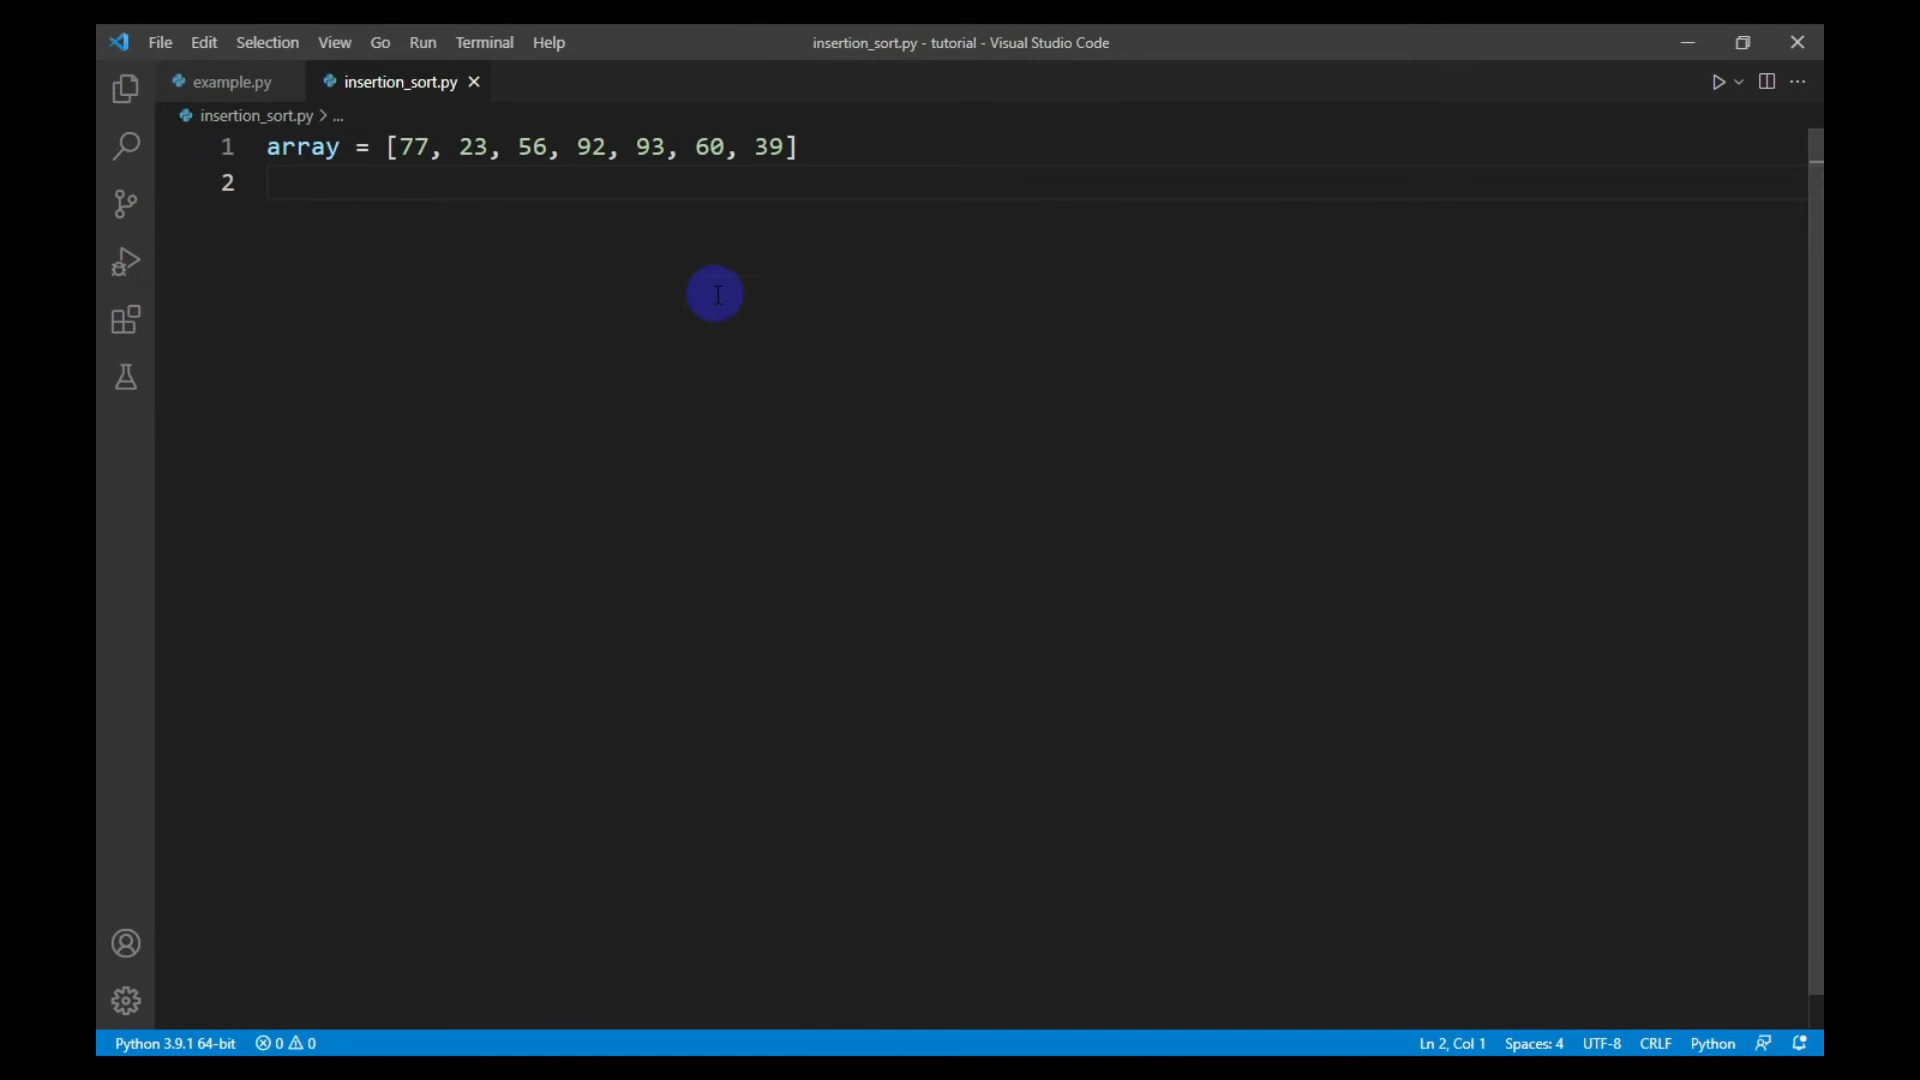 File Edit Selection View Go Run Terminal Help insertion_sort.py - tutorial - Visual Studio Code
example.py insertion_sort.py
insertion_sort.py > ...
1 array = [77, 23, 56, 92, 93, 60, 39]
2
Python 3.9.1 64-bit 0 0 Ln 2, Col 1 Spaces: 4 UTF-8 CRLF Python